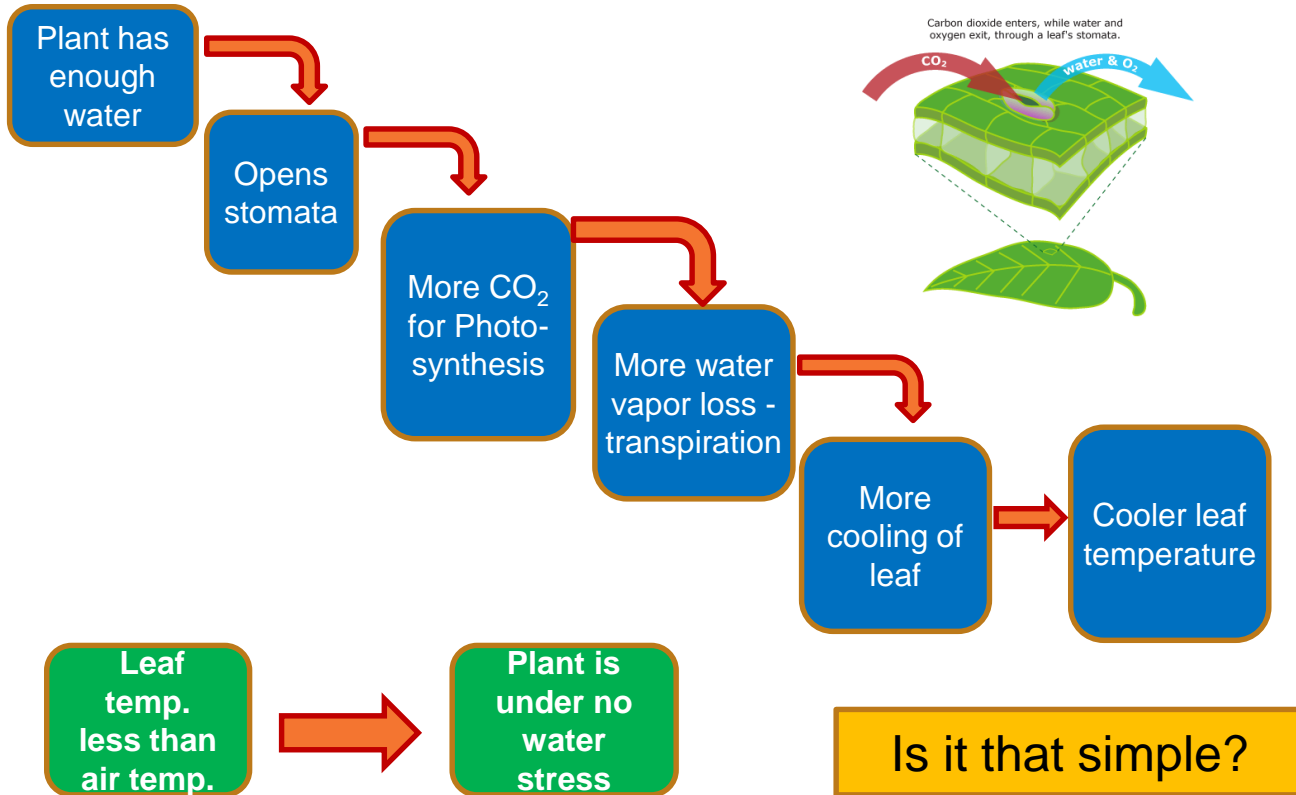 Plant has
enough
water
Opens
stomata
More CO₂
for Photo-
synthesis
More water
vapor loss -
transpiration
More
cooling of
leaf
Cooler leaf
temperature
Carbon dioxide enters, while water and
oxygen exit, through a leaf's stomata.
CO₂
water & O₂
Leaf
temp.
less than
air temp.
Plant is
under no
water
stress
Is it that simple?